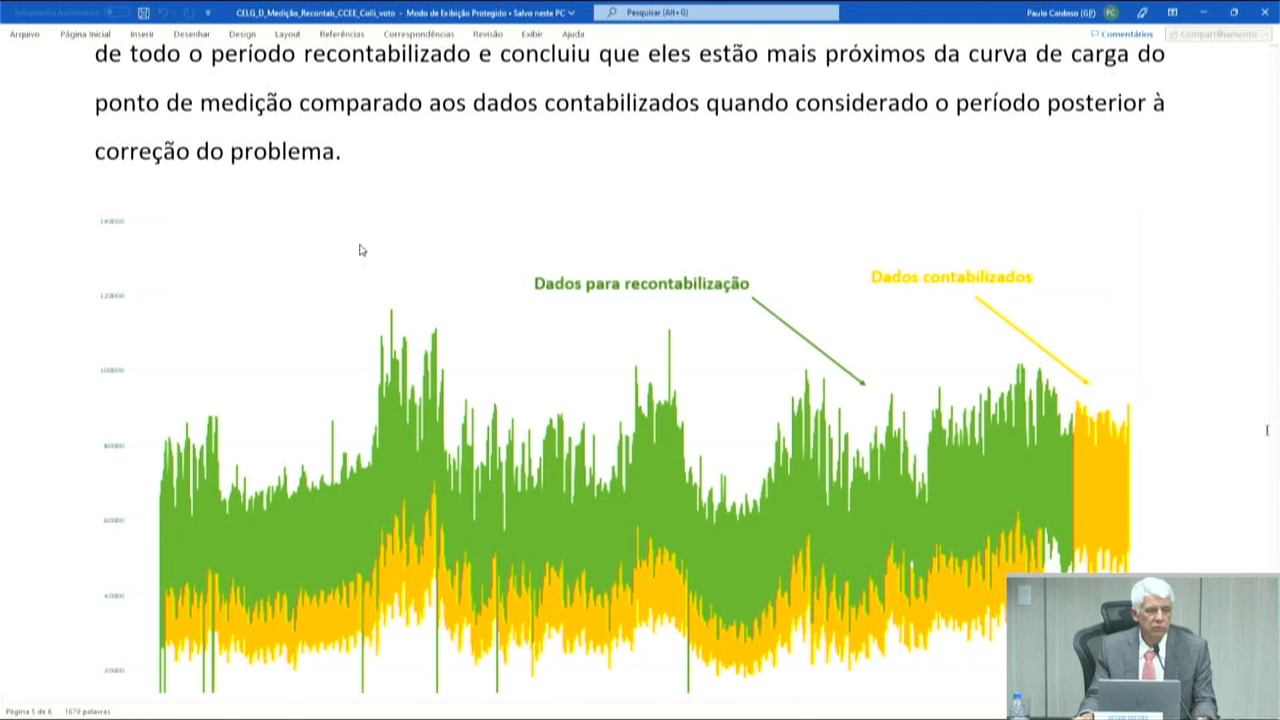 CELG_D_Medição_Recontab_CCEE_Colli_voto - Modo de Exibição Protegido • Salvo neste PC
Pesquisar (Alt+G)
Paulo Cardoso (GP)
PC
Arquivo Página Inicial Inserir Desenhar Design Layout Referências Correspondências Revisão Exibir Ajuda
Comentários
Compartilhamento
de todo o período recontabilizado e concluiu que eles estão mais próximos da curva de carga do
ponto de medição comparado aos dados contabilizados quando considerado o período posterior à
correção do problema.
140000
Dados para recontabilização
Dados contabilizados
120000
100000
80000
60000
40000
20000
Página 5 de 6 1679 palavras